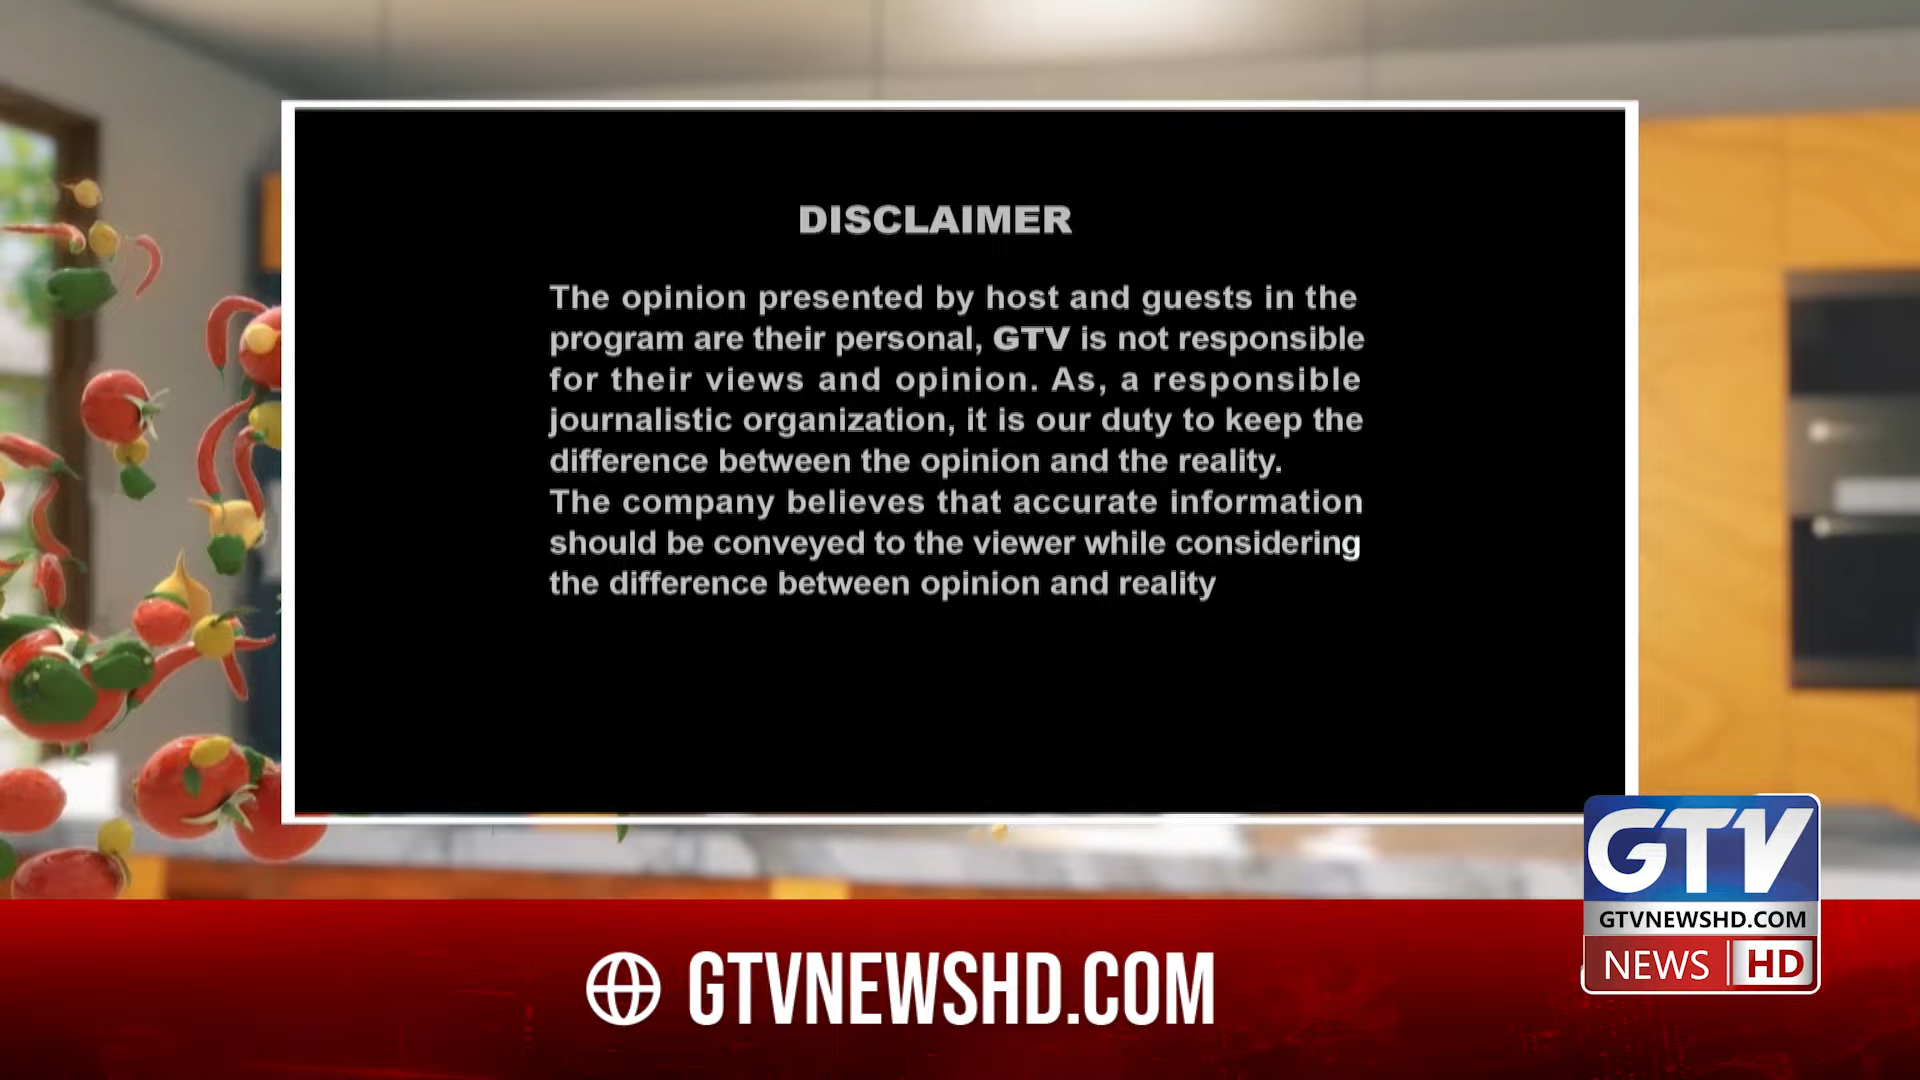 DISCLAIMER
The opinion presented by host and guests in the
program are their personal, GTV is not responsible
for their views and opinion. As, a responsible
journalistic organization, it is our duty to keep the
difference between the opinion and the reality.
The company believes that accurate information
should be conveyed to the viewer while considering
the difference between opinion and reality
GTV
GTVNEWSHD.COM
NEWS HD
GTVNEWSHD.COM